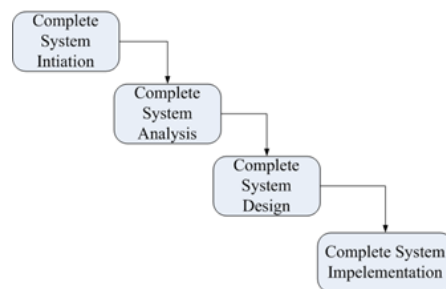 Complete
System
Intiation
Complete
System
Analysis
Complete
System
Design
Complete System
Impelementation